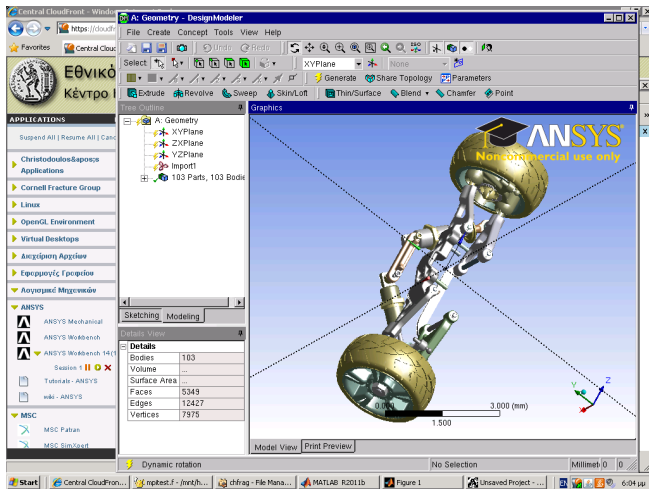 Central CloudFront - Window
A: Geometry - DesignModeler
https://cloudfr
File Create Concept Tools View Help
Undo Redo
Favorites Central Clou
Select:
XYPlane None
Generate Share Topology Parameters
Extrude Revolve Sweep Skin/Loft Thin/Surface Blend Chamfer Point
Εθνικό
Κέντρο
Tree Outline
Graphics
A: Geometry
XYPlane
ZXPlane
YZPlane
Import1
103 Parts, 103 Bodie
ANSYS
Noncommercial use only
APPLICATIONS
Suspend All | Resume All | Canc
Christodoulos&apos;s
Applications
Cornell Fracture Group
Linux
OpenGL Environment
Virtual Desktops
Διαχείριση Αρχείων
Εφαρμογές Γραφείου
Λογισμικό Μηχανικών
ANSYS
ANSYS Mechanical
ANSYS Workbench
ANSYS Workbench 14(1
Session 1
Tutorials - ANSYS
wiki - ANSYS
MSC
MSC Patran
MSC SimXpert
Sketching Modeling
Details View
Details
Bodies 103
Volume ...
Surface Area ...
Faces 5349
Edges 12427
Vertices 7975
0.000 3.000 (mm)
1.500
Y Z X
Model View Print Preview
Dynamic rotation No Selection Millimet 0 0
Start Central CloudFron... mpitest.f - /mnt/h... chfrag - File Mana... MATLAB R2011b Figure 1 Unsaved Project - ... EN 6:04 μμ